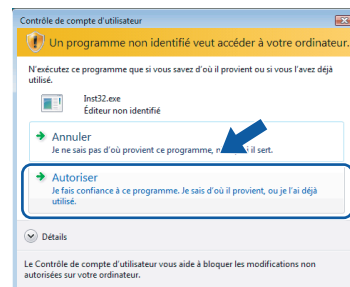 Contrôle de compte d'utilisateur
Un programme non identifié veut accéder à votre ordinateur.
N'exécutez ce programme que si vous savez d'où il provient ou si vous l'avez déjà
utilisé.
Inst32.exe
Éditeur non identifié
Annuler
Je ne sais pas d'où provient ce programme, il sert.
Autoriser
Je fais confiance à ce programme. Je sais d'où il provient, ou je l'ai déjà
utilisé.
Détails
Le Contrôle de compte d'utilisateur vous aide à bloquer les modifications non
autorisées sur votre ordinateur.